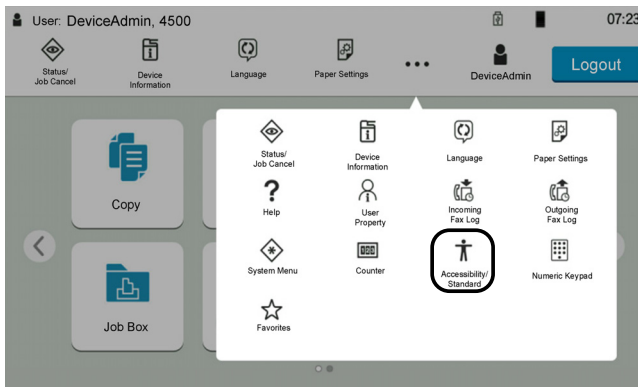 User: DeviceAdmin, 4500
07:23
Status/
Job Cancel
Device
Information
Language
Paper Settings
DeviceAdmin
Logout
Copy
Job Box
Status/
Job Cancel
Device
Information
Language
Paper Settings
?
Help
User
Property
Incoming
Fax Log
Outgoing
Fax Log
System Menu
Counter
Accessibility/
Standard
Numeric Keypad
Favorites